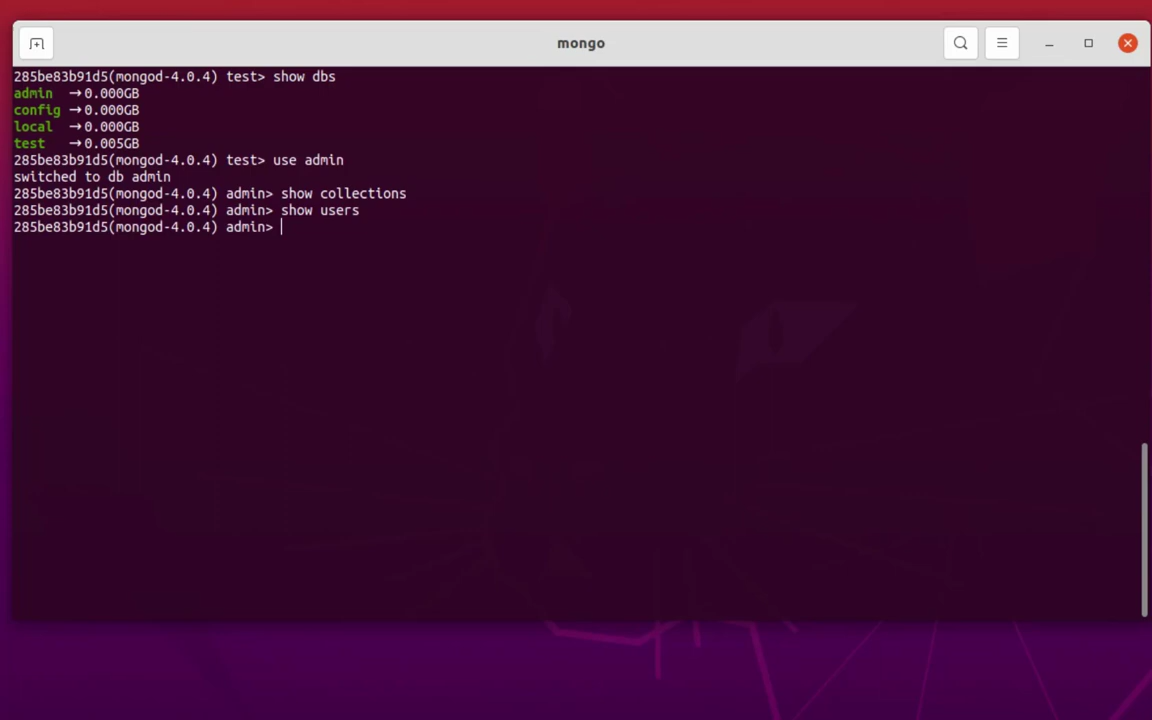 mongo
285be83b91d5(mongod-4.0.4) test> show dbs
admin →0.000GB
config →0.000GB
local →0.000GB
test →0.005GB
285be83b91d5(mongod-4.0.4) test> use admin
switched to db admin
285be83b91d5(mongod-4.0.4) admin> show collections
285be83b91d5(mongod-4.0.4) admin> show users
285be83b91d5(mongod-4.0.4) admin>